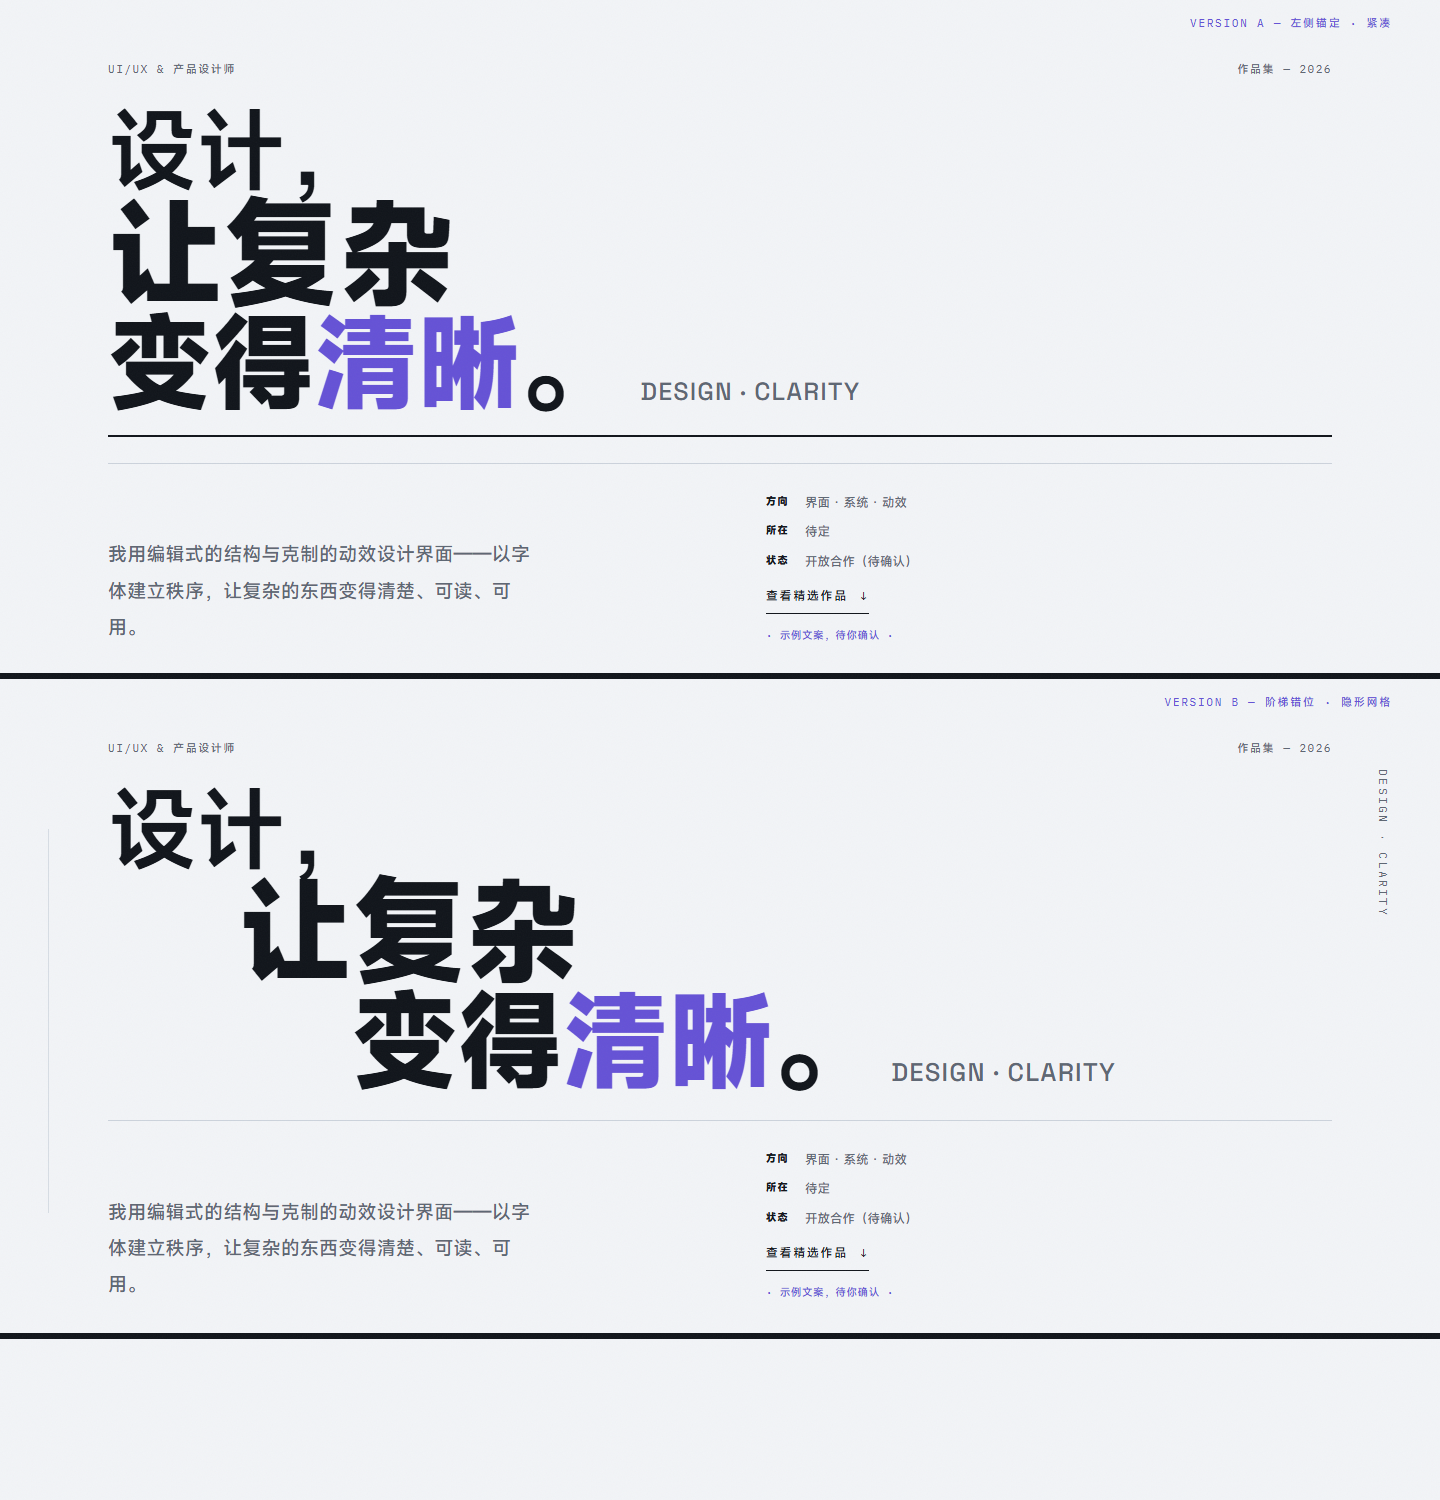 VERSION A — 左侧锚定 · 紧凑
UI/UX & 产品设计师
作品集 — 2026
设计，
让复杂
变得清晰。
DESIGN · CLARITY
方向 界面 · 系统 · 动效
所在 待定
状态 开放合作（待确认）
我用编辑式的结构与克制的动效设计界面——以字
体建立秩序，让复杂的东西变得清楚、可读、可
用。
查看精选作品 ↓
· 示例文案，待你确认 ·
VERSION B — 阶梯错位 · 隐形网格
UI/UX & 产品设计师
作品集 — 2026
DESIGN · CLARITY
设计，
让复杂
变得清晰。
DESIGN · CLARITY
方向 界面 · 系统 · 动效
所在 待定
状态 开放合作（待确认）
我用编辑式的结构与克制的动效设计界面——以字
体建立秩序，让复杂的东西变得清楚、可读、可
用。
查看精选作品 ↓
· 示例文案，待你确认 ·